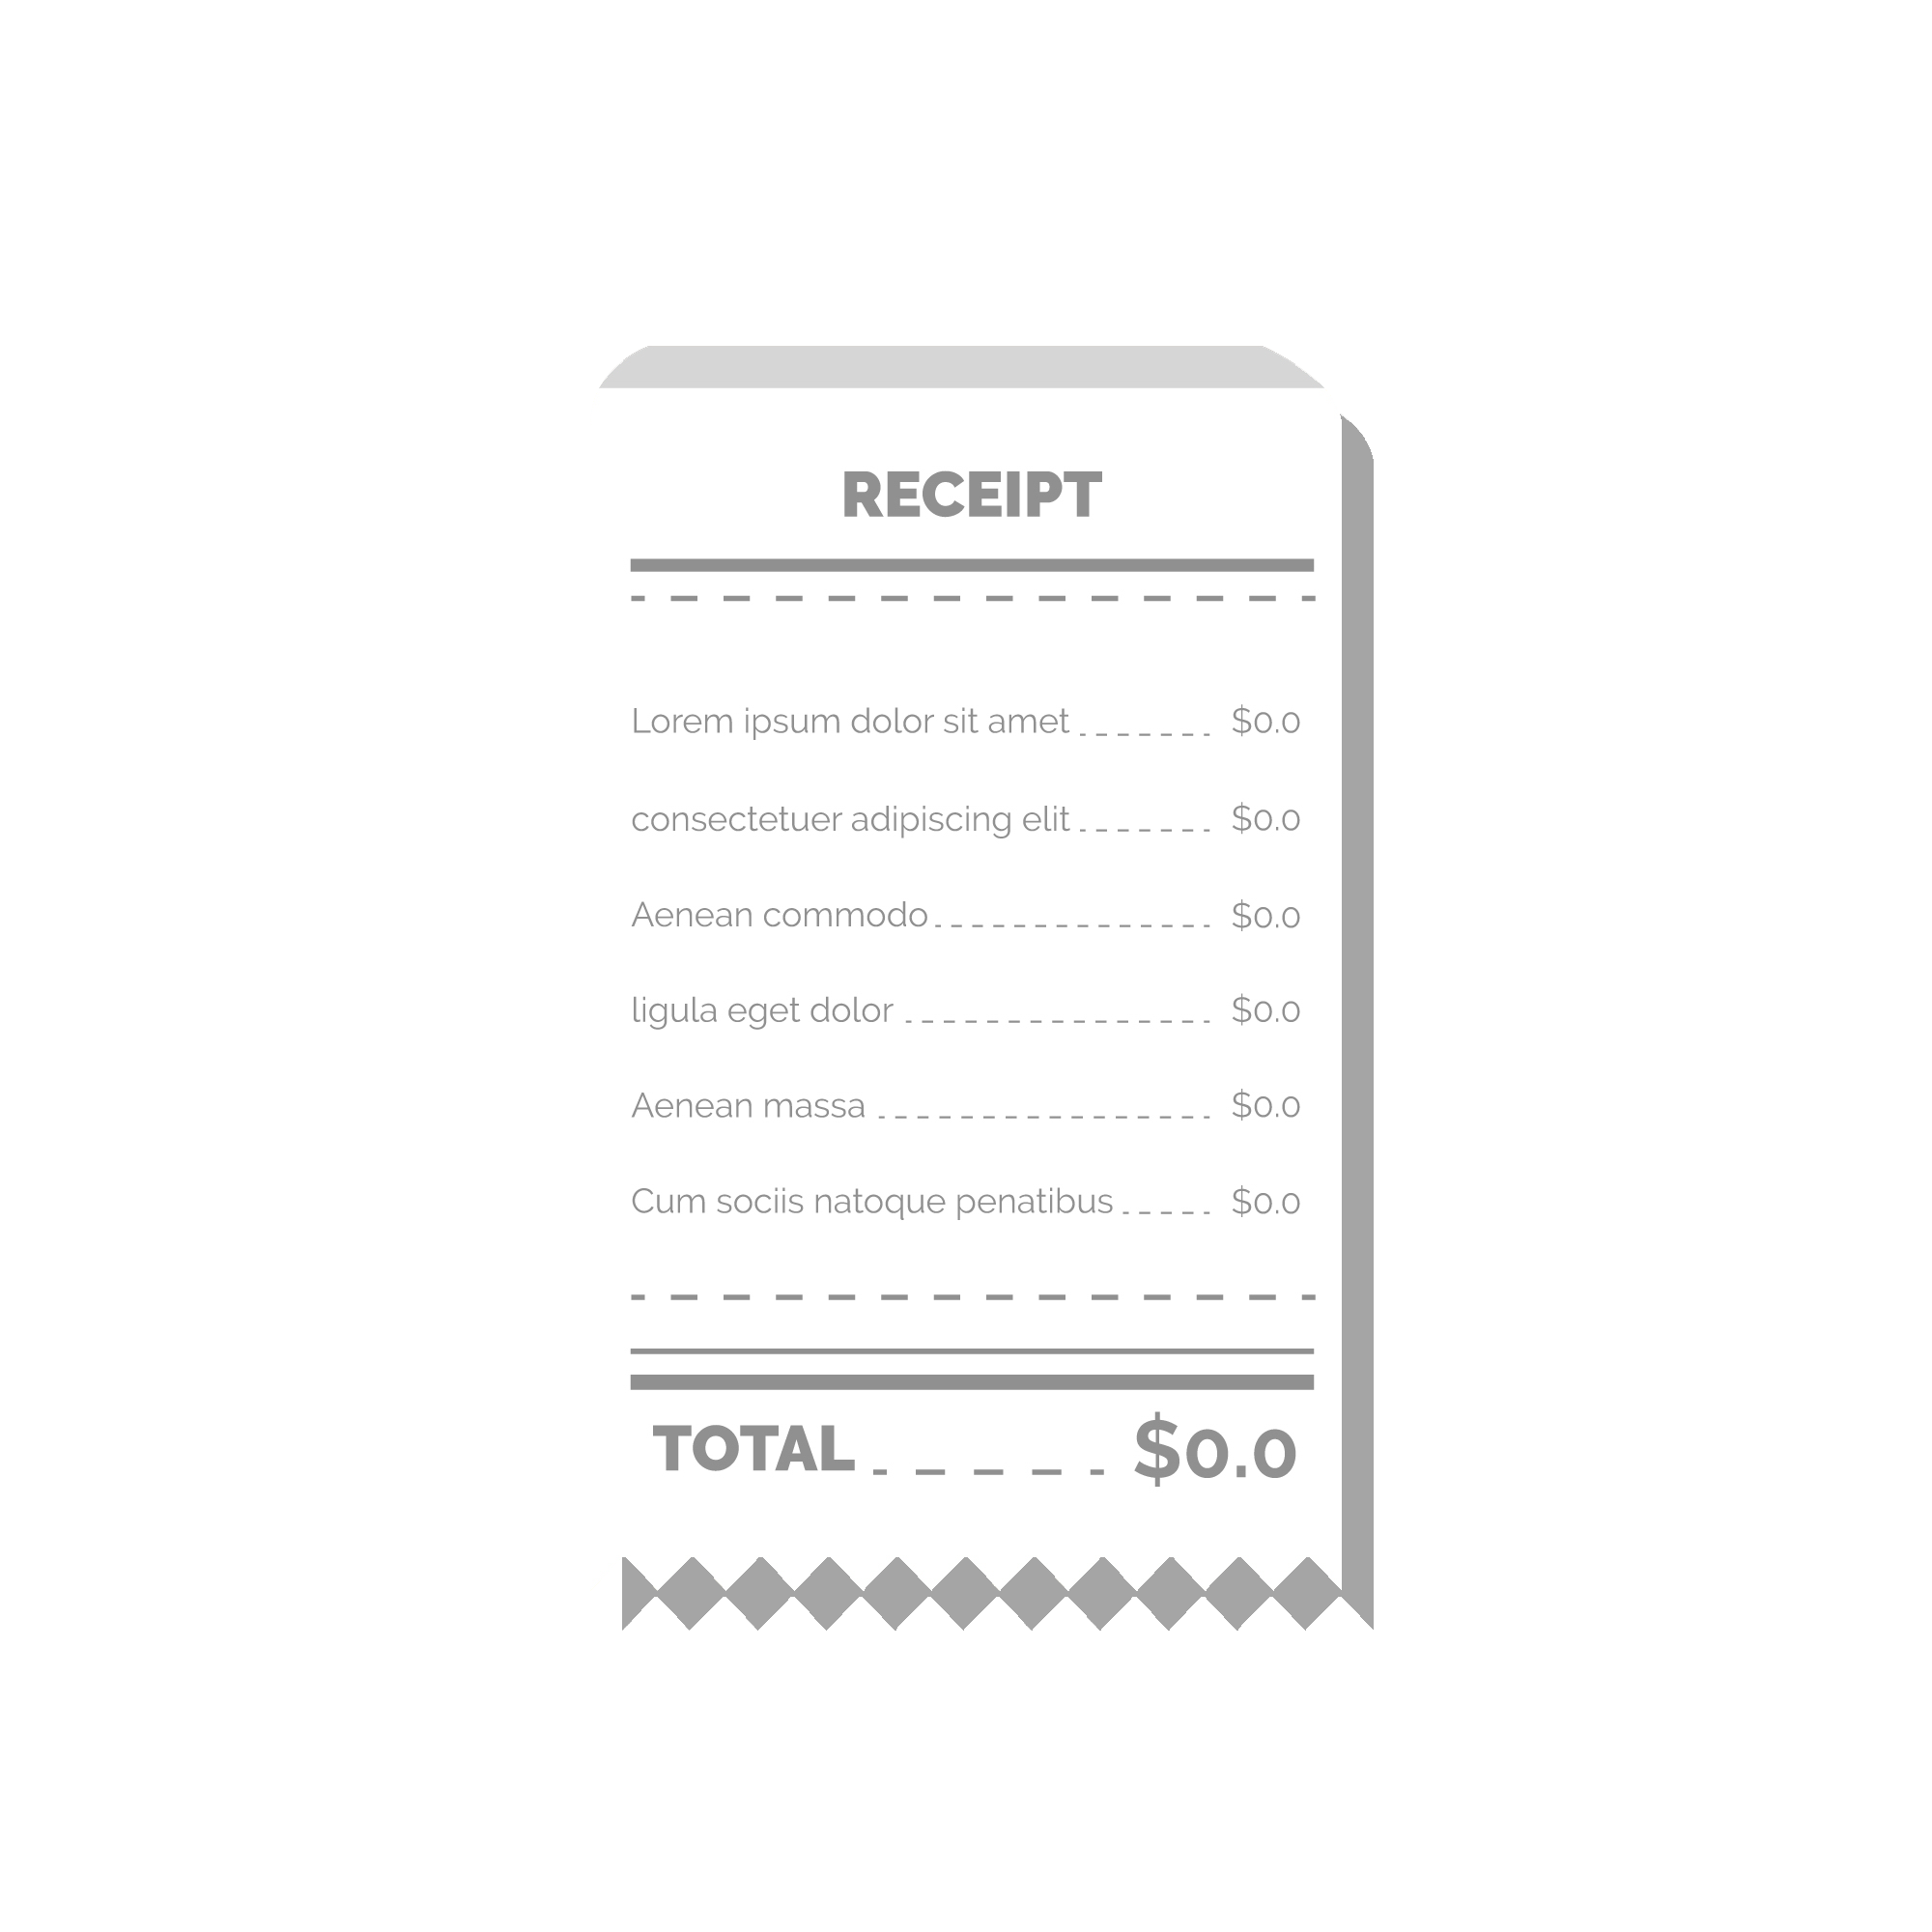 RECEIPT
Lorem ipsum dolor sit amet $0.0
consectetuer adipiscing elit $0.0
Aenean commodo $0.0
ligula eget dolor $0.0
Aenean massa $0.0
Cum sociis natoque penatibus $0.0
TOTAL $0.0